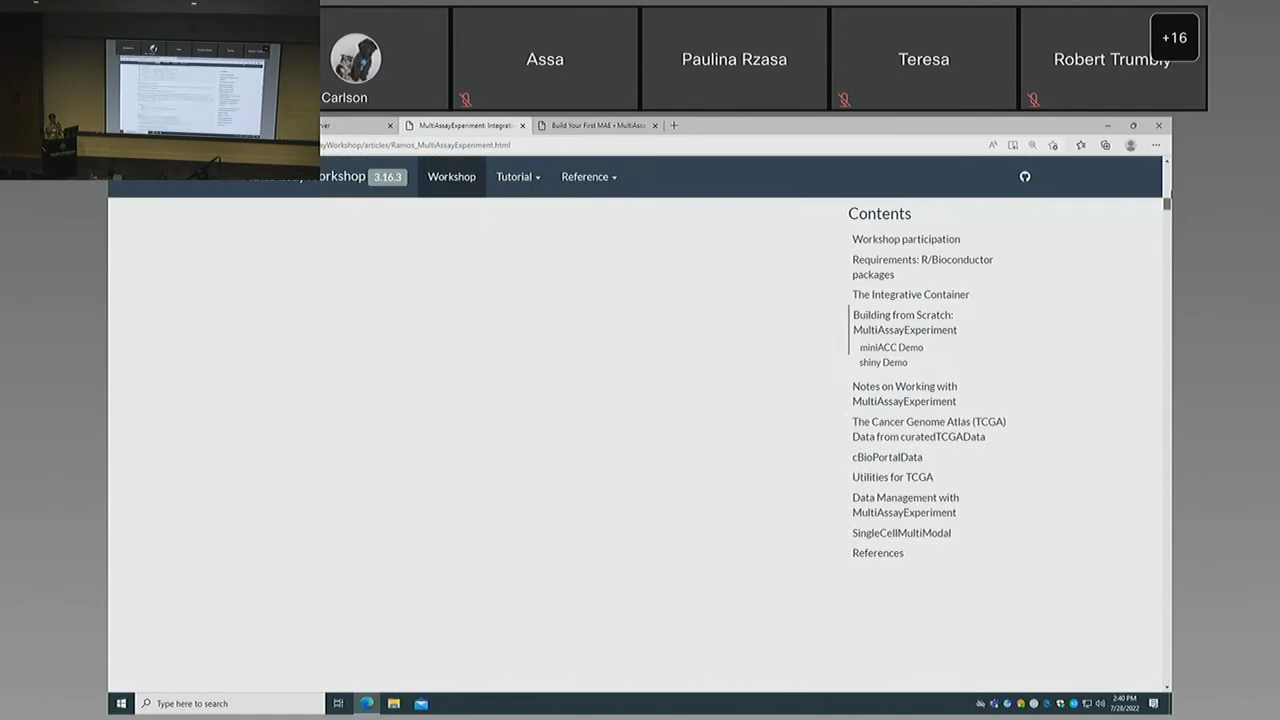 +16
Carlson
Assa
Paulina Rzasa
Teresa
Robert Trumbly
ver
MultiAssayExperiment: Integrati
Build Your First MAE • MultiAssa
yWorkshop/articles/Ramos_MultiAssayExperiment.html
orkshop
3.16.3
Workshop
Tutorial
Reference
Contents
Workshop participation
Requirements: R/Bioconductor
packages
The Integrative Container
Building from Scratch:
MultiAssayExperiment
miniACC Demo
shiny Demo
Notes on Working with
MultiAssayExperiment
The Cancer Genome Atlas (TCGA)
Data from curatedTCGAData
cBioPortalData
Utilities for TCGA
Data Management with
MultiAssayExperiment
SingleCellMultiModal
References
Type here to search
2:40 PM
7/28/2022